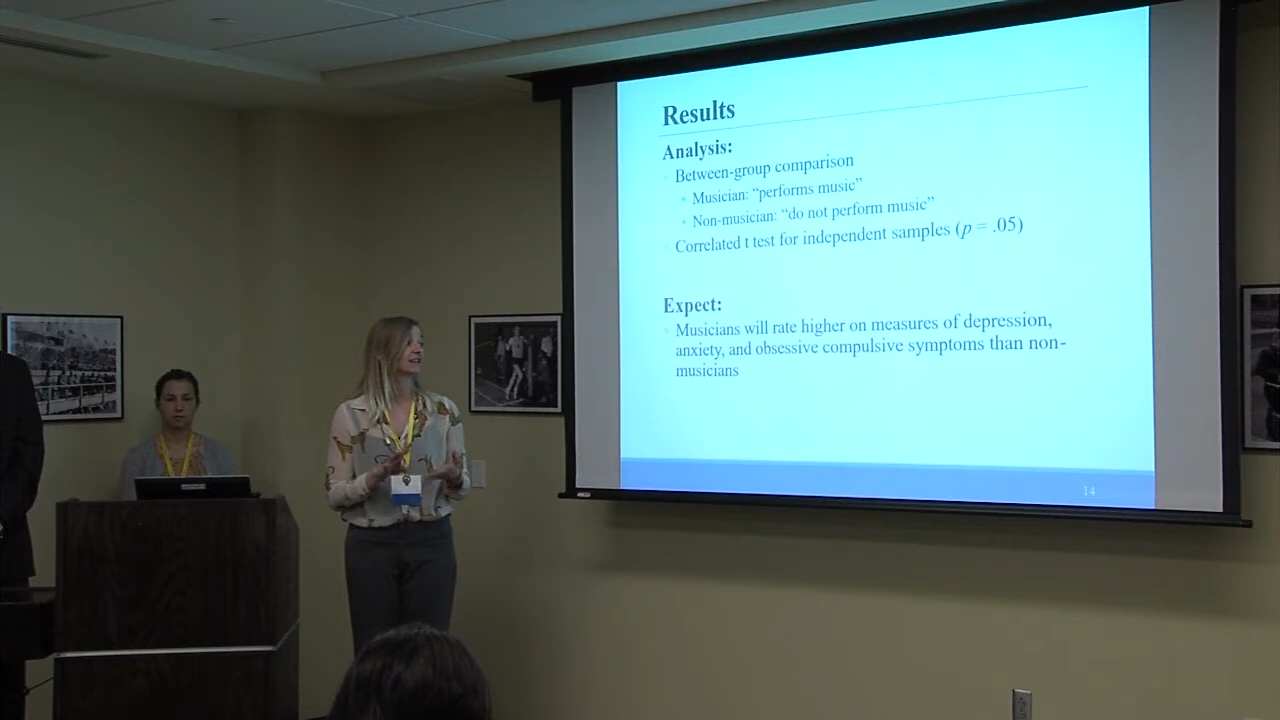 Results
Analysis:
Between-group comparison
Musician: “performs music”
Non-musician: “do not perform music”
Correlated t test for independent samples (p = .05)
Expect:
Musicians will rate higher on measures of depression,
anxiety, and obsessive compulsive symptoms than non-
musicians
14